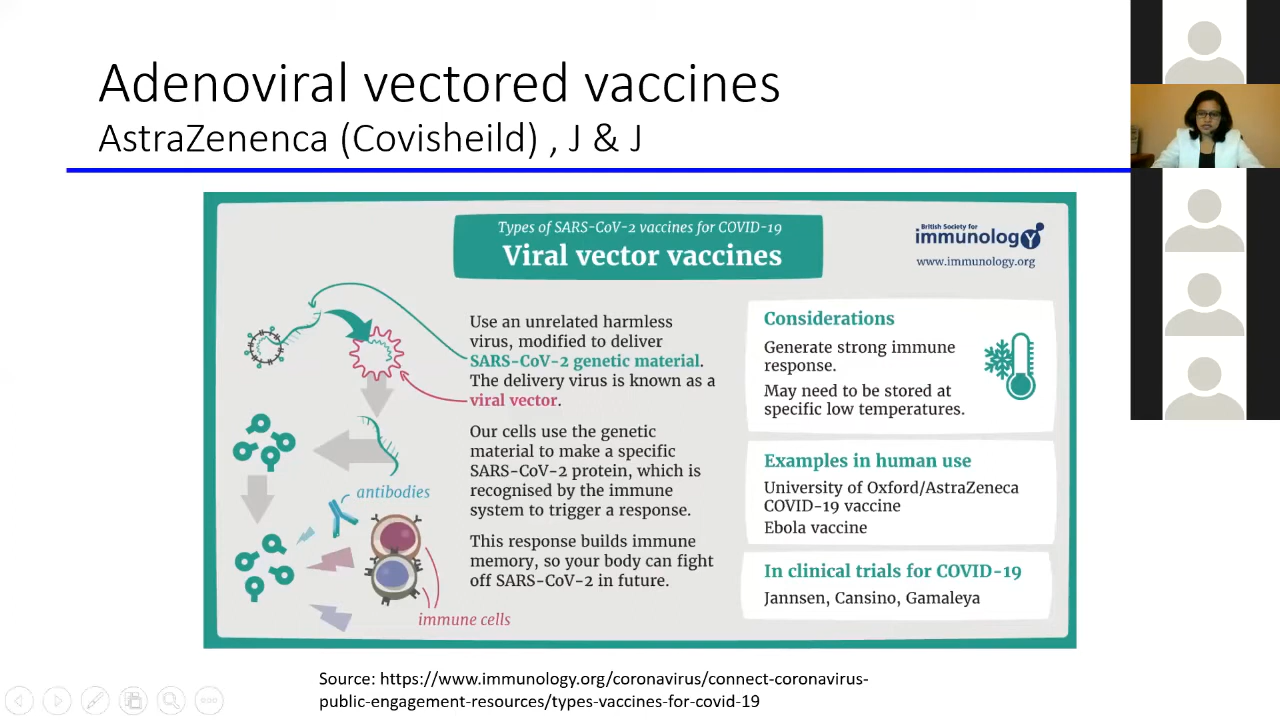 Adenoviral vectored vaccines
AstraZenenca (Covisheild) , J & J
Types of SARS-CoV-2 vaccines for COVID-19
Viral vector vaccines
British Society for
immunology
www.immunology.org
Use an unrelated harmless
virus, modified to deliver
SARS-CoV-2 genetic material.
The delivery virus is known as a
viral vector.
Our cells use the genetic
material to make a specific
SARS-CoV-2 protein, which is
recognised by the immune
system to trigger a response.
This response builds immune
memory, so your body can fight
off SARS-CoV-2 in future.
antibodies
immune cells
Considerations
Generate strong immune
response.
May need to be stored at
specific low temperatures.
Examples in human use
University of Oxford/AstraZeneca
COVID-19 vaccine
Ebola vaccine
In clinical trials for COVID-19
Jannsen, Cansino, Gamaleya
Source: https://www.immunology.org/coronavirus/connect-coronavirus-
public-engagement-resources/types-vaccines-for-covid-19